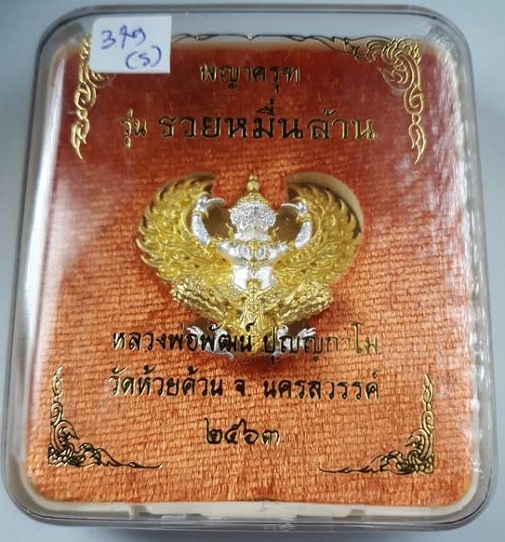 379
(S)
พญาครุฑ
รุ่น รวยหมื่นล้าน
หลวงพ่อพัฒน์ ปุญญกาโม
วัดห้วยด้วน จ. นครสวรรค์
๒๕๖๓